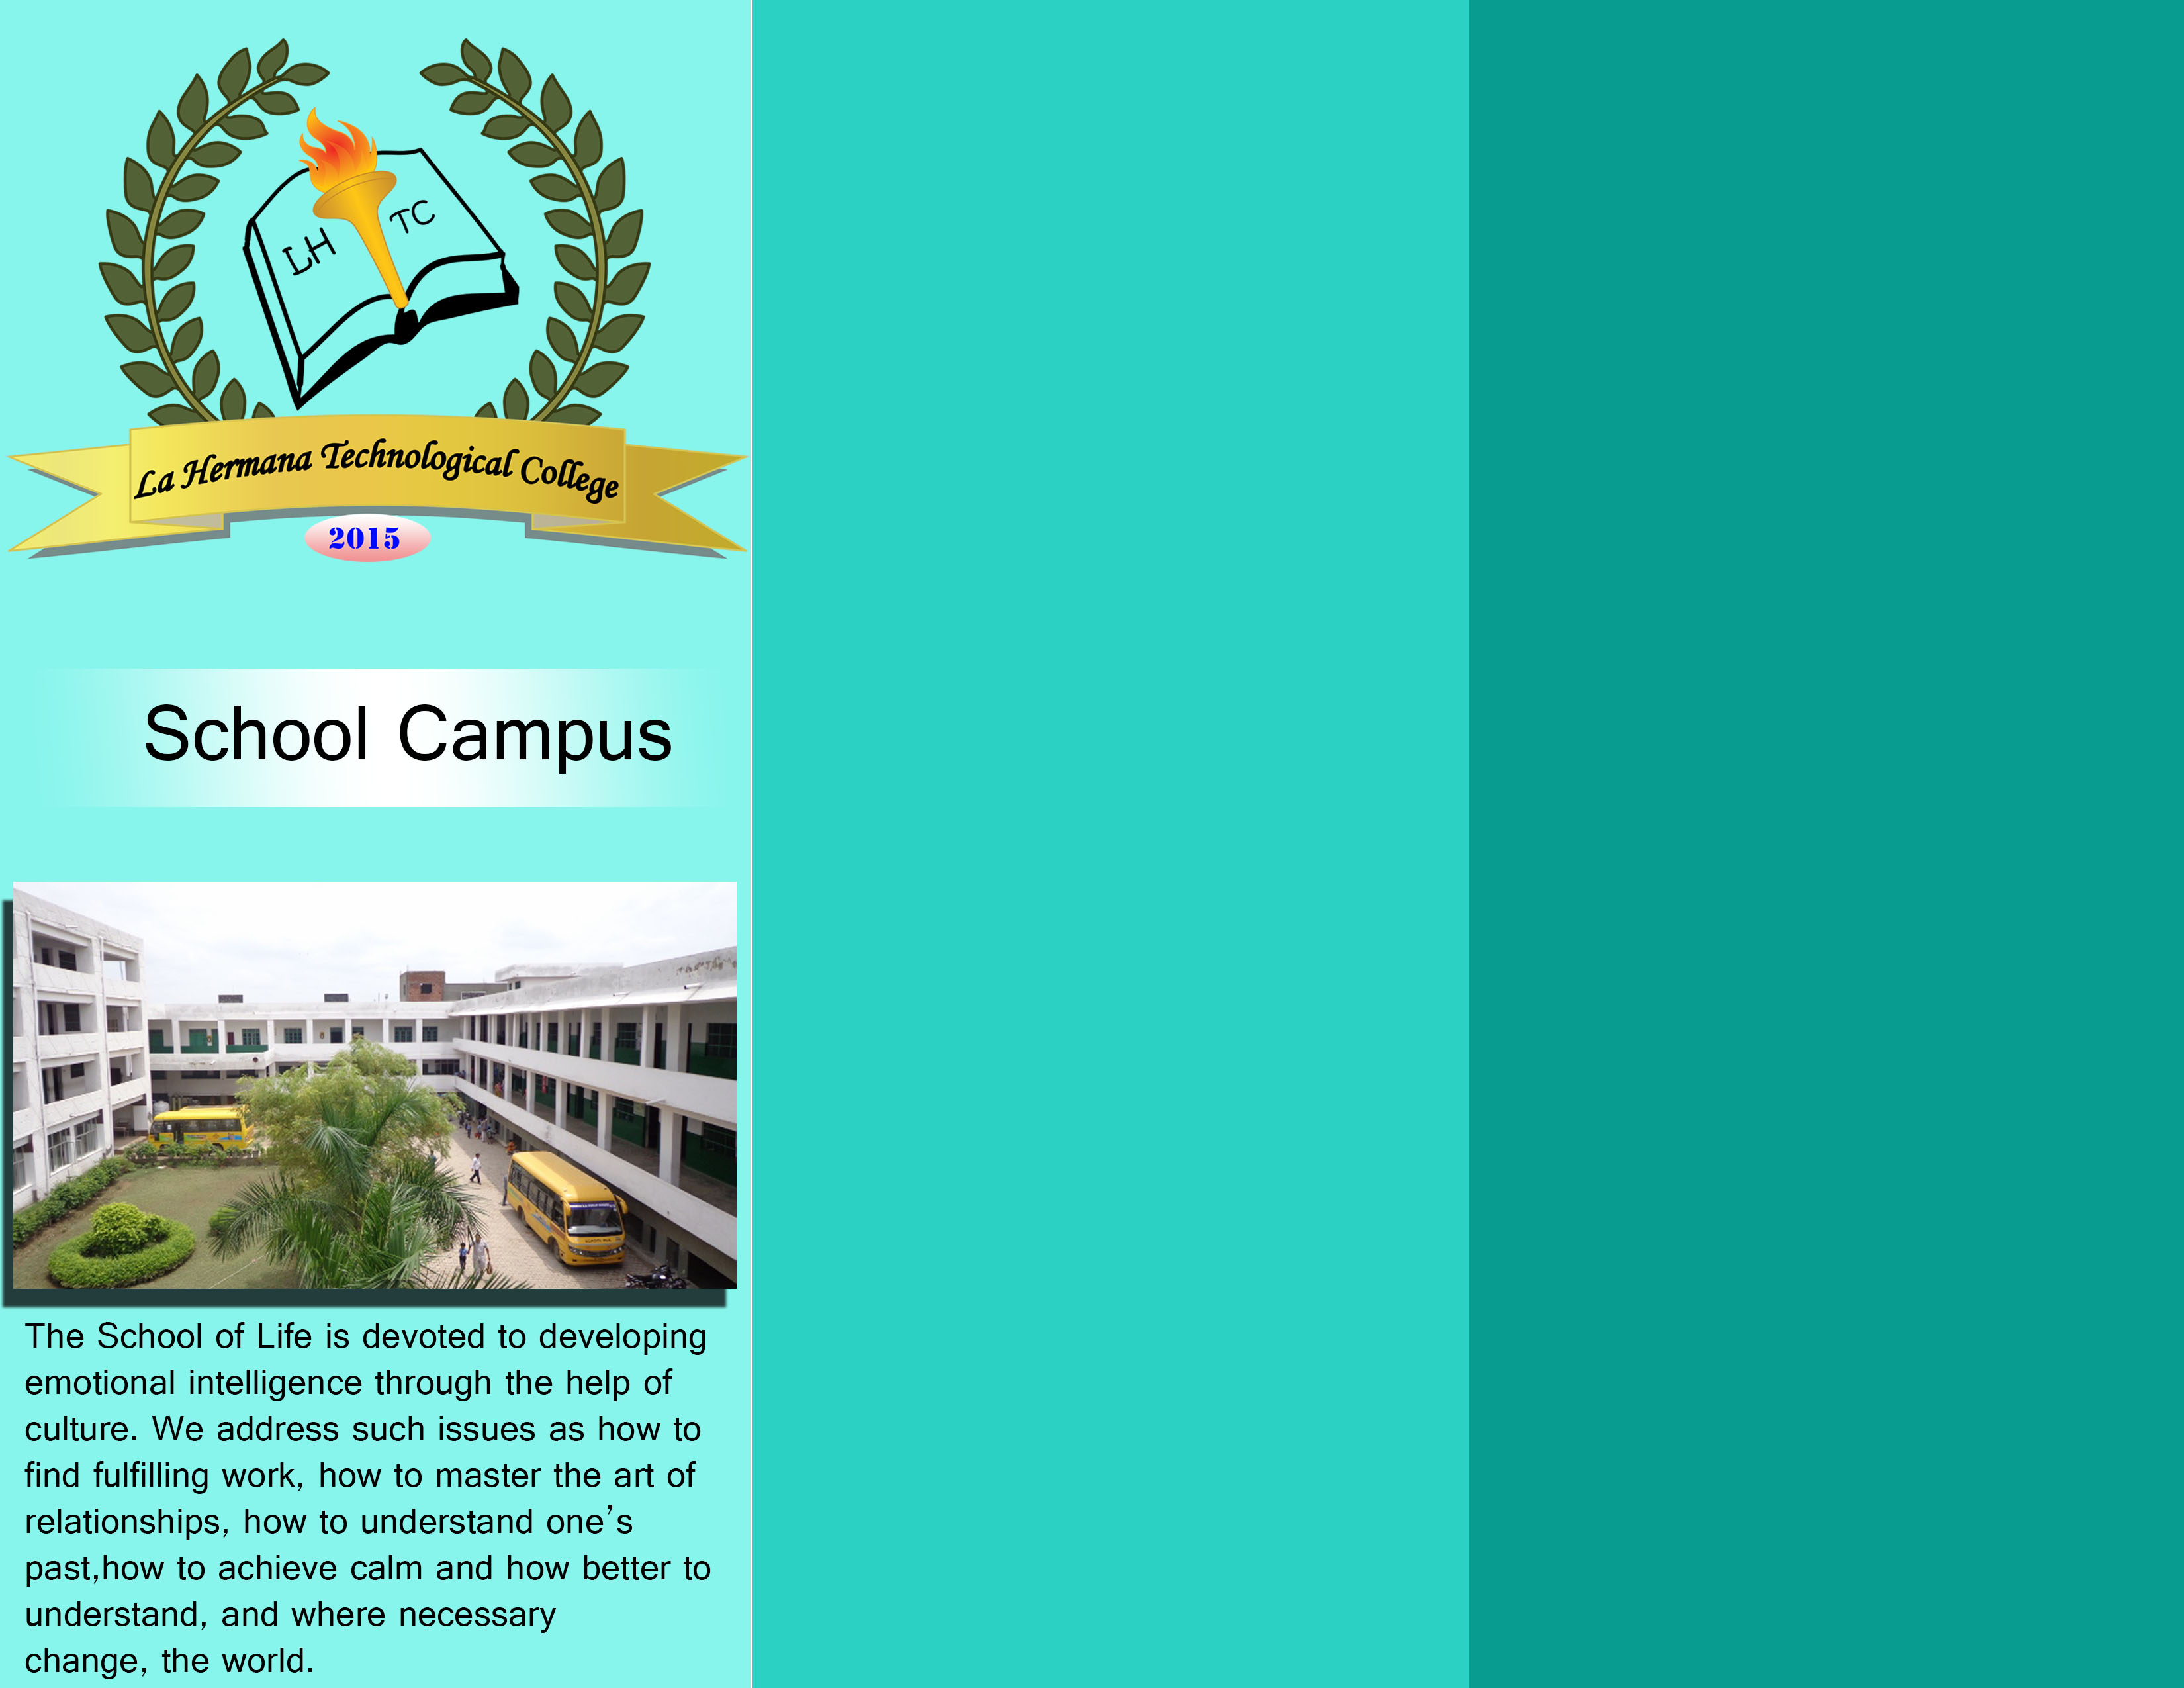 LH TC
La Hermana Technological College
2015
School Campus
The School of Life is devoted to developing
emotional intelligence through the help of
culture. We address such issues as how to
find fulfilling work, how to master the art of
relationships, how to understand one’s
past,how to achieve calm and how better to
understand, and where necessary
change, the world.